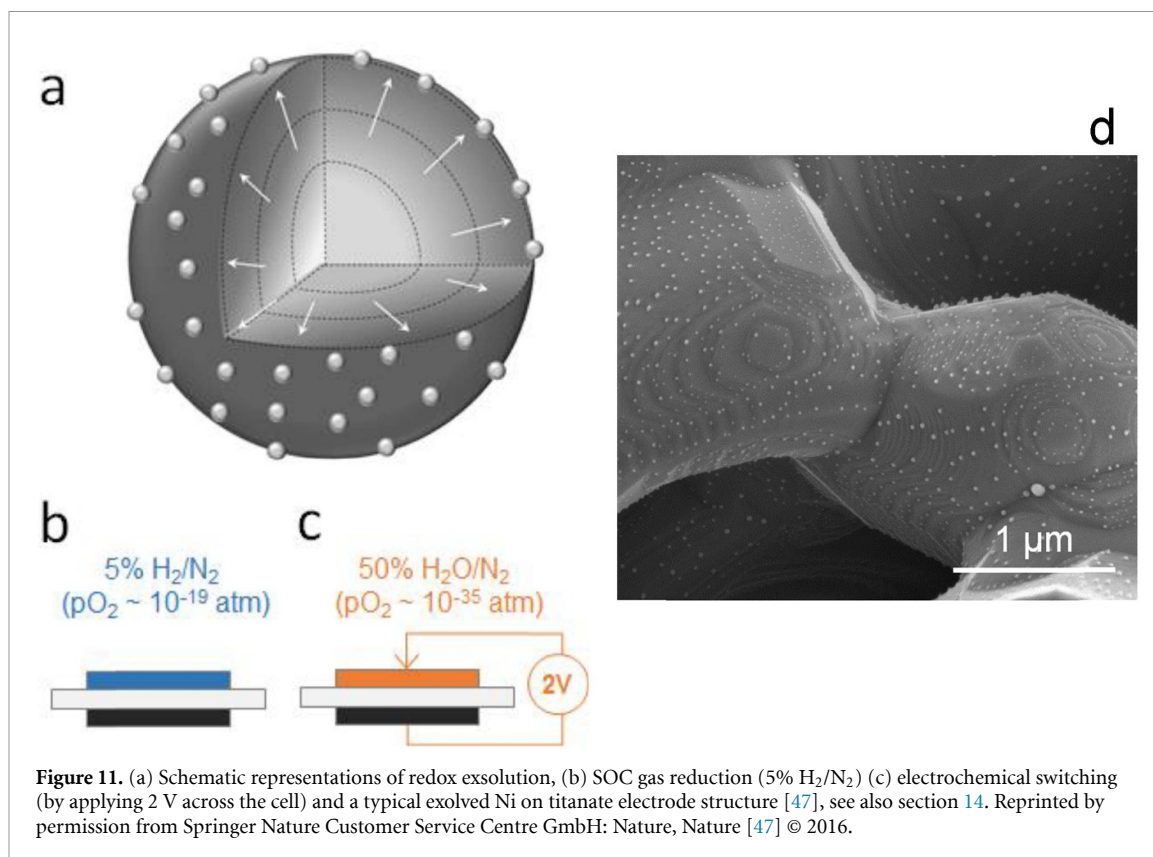 a
d
b
c
5% H₂/N₂
(pO₂ ~ 10⁻¹⁹ atm)
50% H₂O/N₂
(pO₂ ~ 10⁻³⁵ atm)
2V
1 µm
Figure 11. (a) Schematic representations of redox exsolution, (b) SOC gas reduction (5% H₂/N₂) (c) electrochemical switching
(by applying 2 V across the cell) and a typical exolved Ni on titanate electrode structure [47], see also section 14. Reprinted by
permission from Springer Nature Customer Service Centre GmbH: Nature, Nature [47] © 2016.